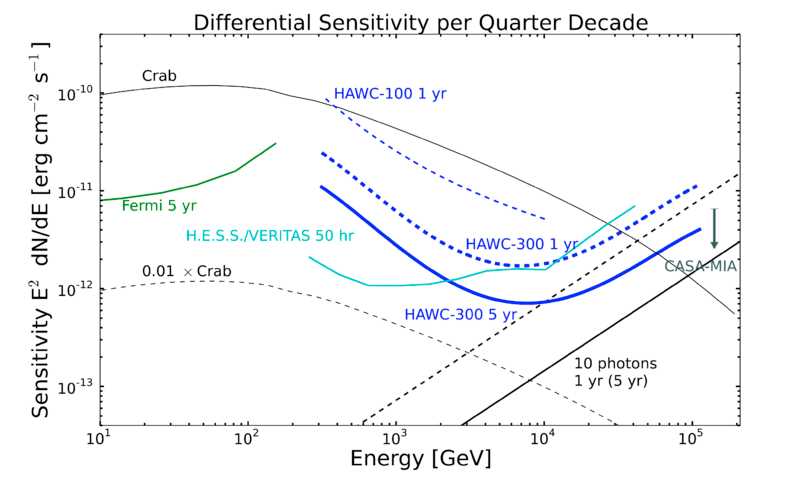 Differential Sensitivity per Quarter Decade
Sensitivity E² dN/dE [erg cm⁻² s⁻¹]
10⁻¹⁰
10⁻¹¹
10⁻¹²
10⁻¹³
Crab
HAWC-100 1 yr
Fermi 5 yr
H.E.S.S./VERITAS 50 hr
HAWC-300 1 yr
CASA-MIA
0.01 × Crab
HAWC-300 5 yr
10 photons
1 yr (5 yr)
10¹ 10² 10³ 10⁴ 10⁵
Energy [GeV]